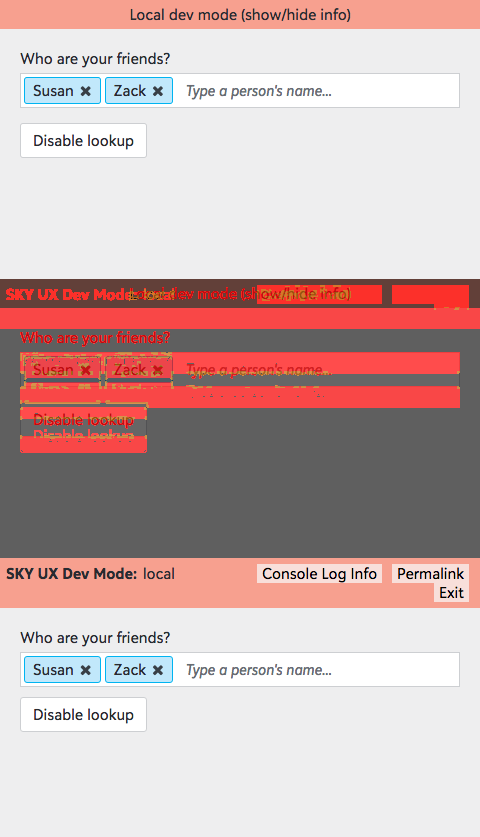 Local dev mode (show/hide info)
Who are your friends?
Susan ✖ Zack ✖ Type a person's name...
Disable lookup
SKY UX Dev Mode: local Local dev mode (show/hide info)
Who are your friends?
Susan ✖ Zack ✖ Type a person's name...
Disable lookup
Disable lookup
SKY UX Dev Mode: local Console Log Info Permalink
Exit
Who are your friends?
Susan ✖ Zack ✖ Type a person's name...
Disable lookup